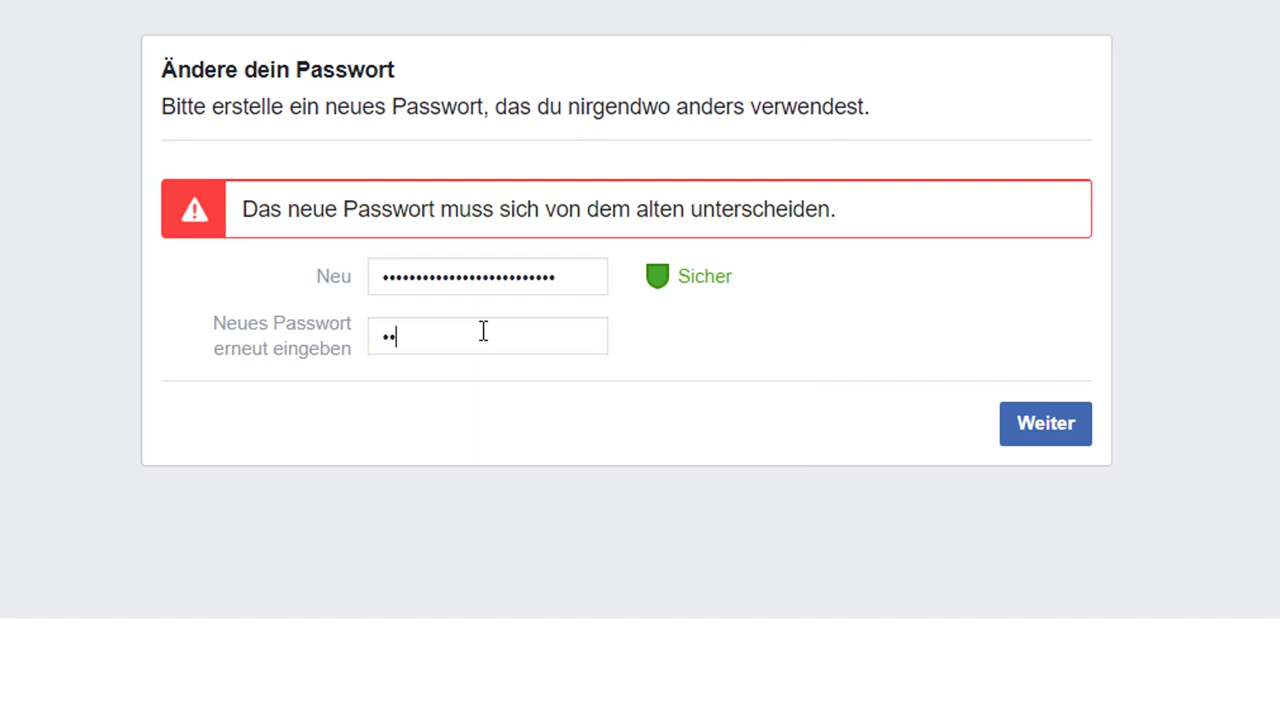 Ändere dein Passwort
Bitte erstelle ein neues Passwort, das du nirgendwo anders verwendest.
Das neue Passwort muss sich von dem alten unterscheiden.
Neu •••••••••••••••••••••••••• Sicher
Neues Passwort
erneut eingeben ••
Weiter